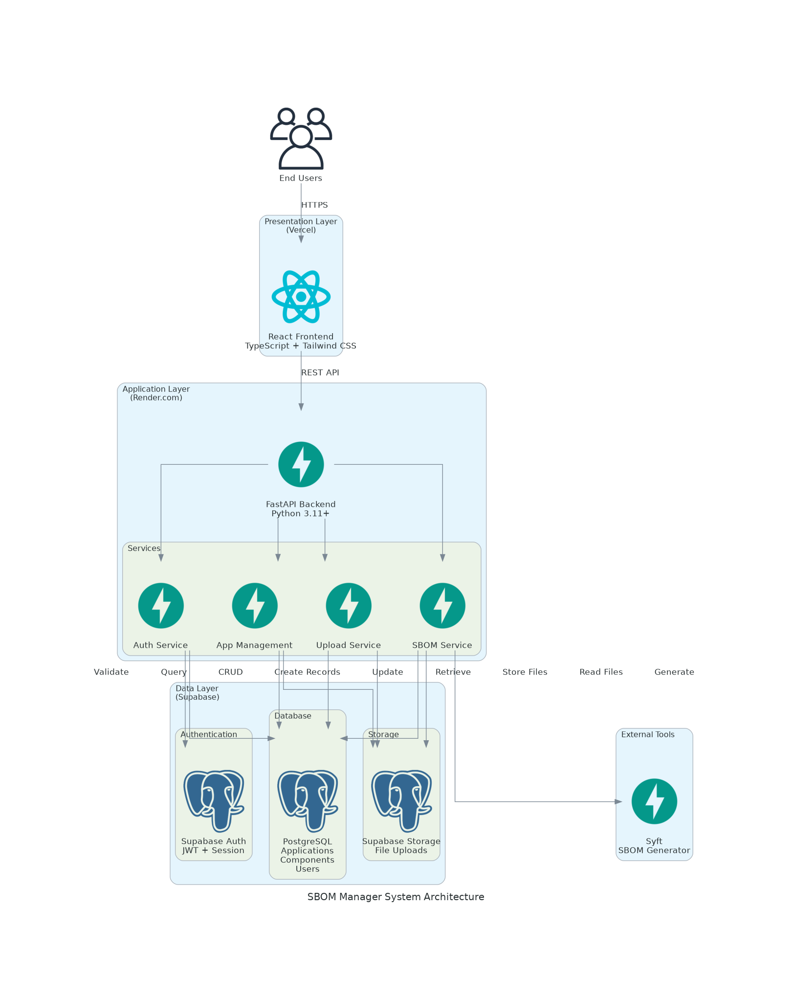 End Users
HTTPS
Presentation Layer
(Vercel)
React Frontend
TypeScript + Tailwind CSS
REST API
Application Layer
(Render.com)
FastAPI Backend
Python 3.11+
Services
Auth Service
App Management
Upload Service
SBOM Service
Validate
Query
CRUD
Create Records
Update
Retrieve
Store Files
Read Files
Generate
Data Layer
(Supabase)
Database
Authentication
Storage
External Tools
Supabase Auth
JWT + Session
PostgreSQL
Applications
Components
Users
Supabase Storage
File Uploads
Syft
SBOM Generator
SBOM Manager System Architecture